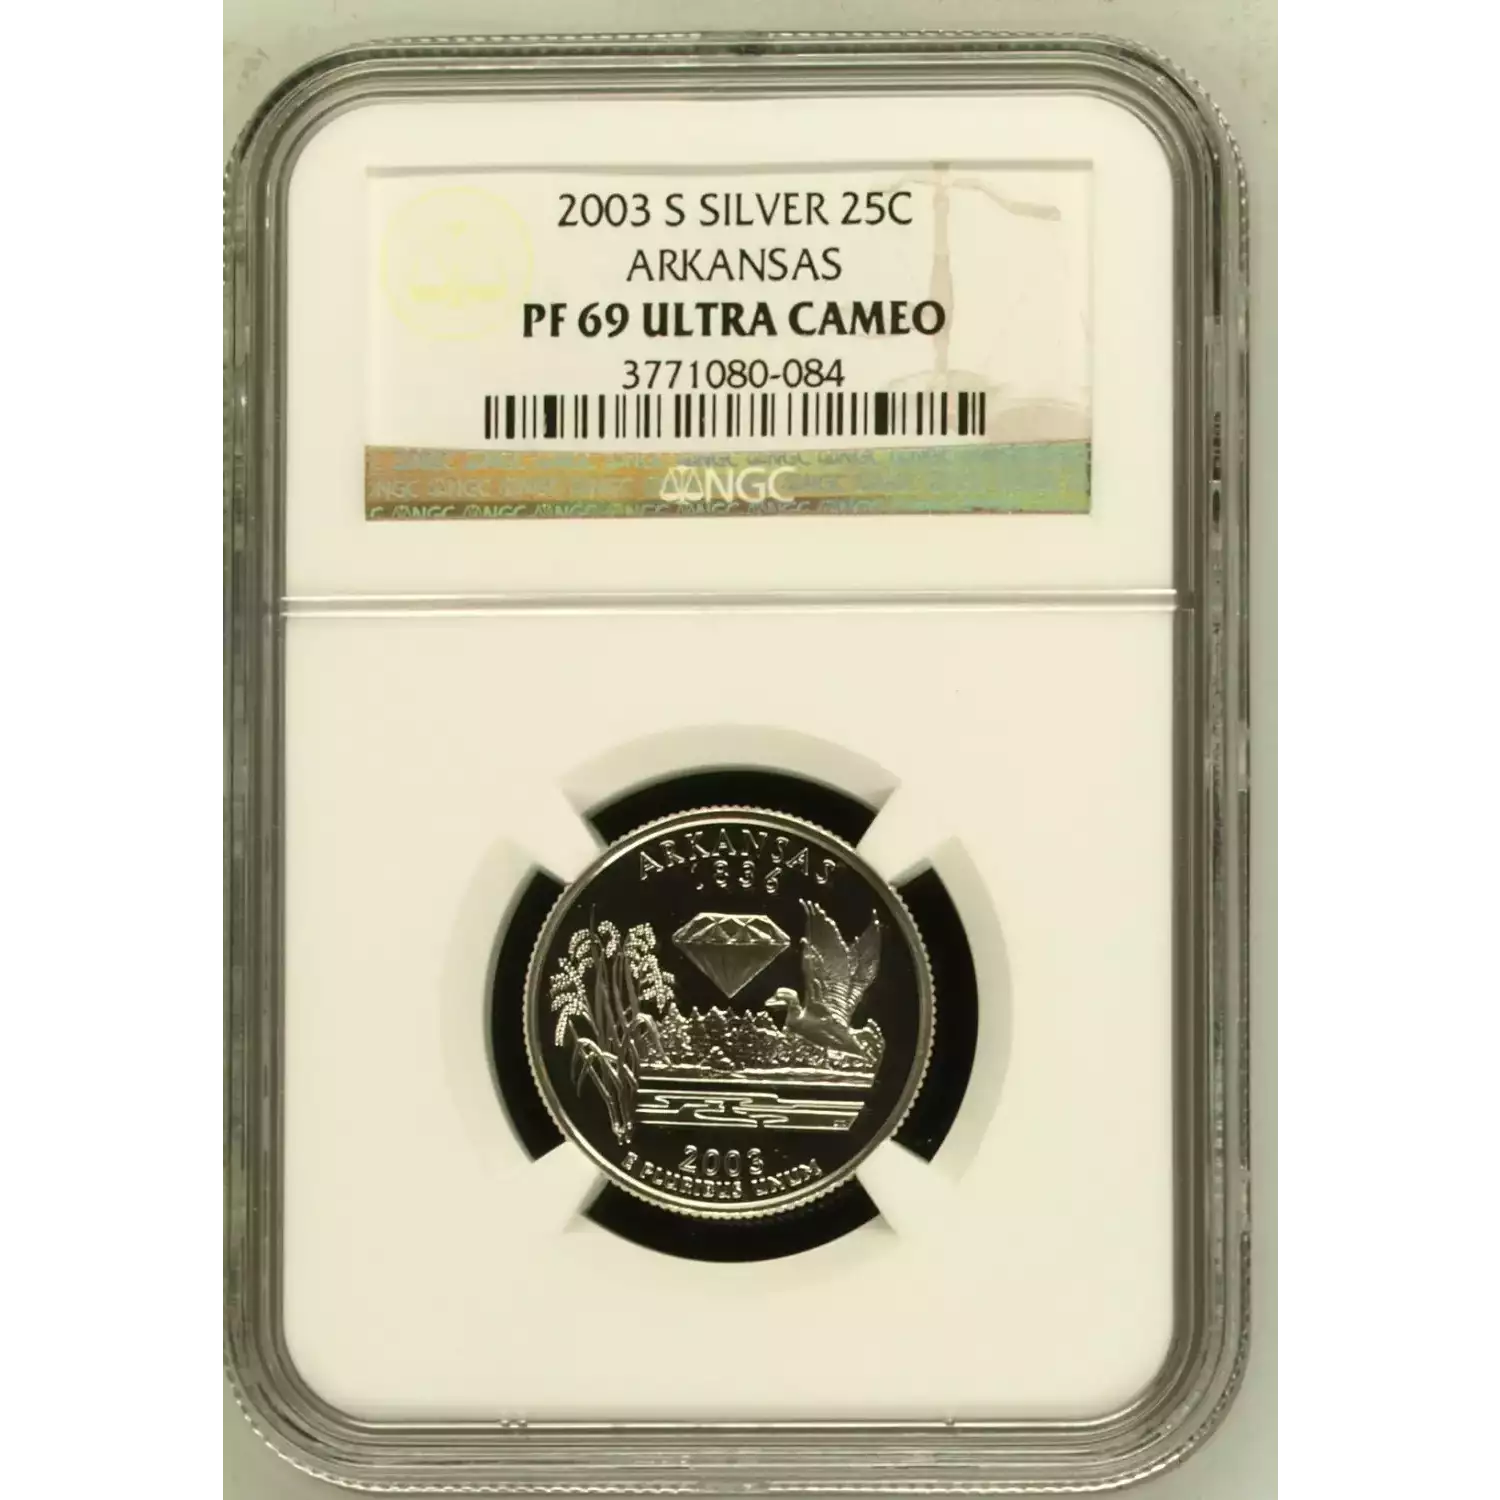 2003 S SILVER 25C
ARKANSAS
PF 69 ULTRA CAMEO
3771080-084
NGC
ARKANSAS
1836
2003
E PLURIBUS UNUM